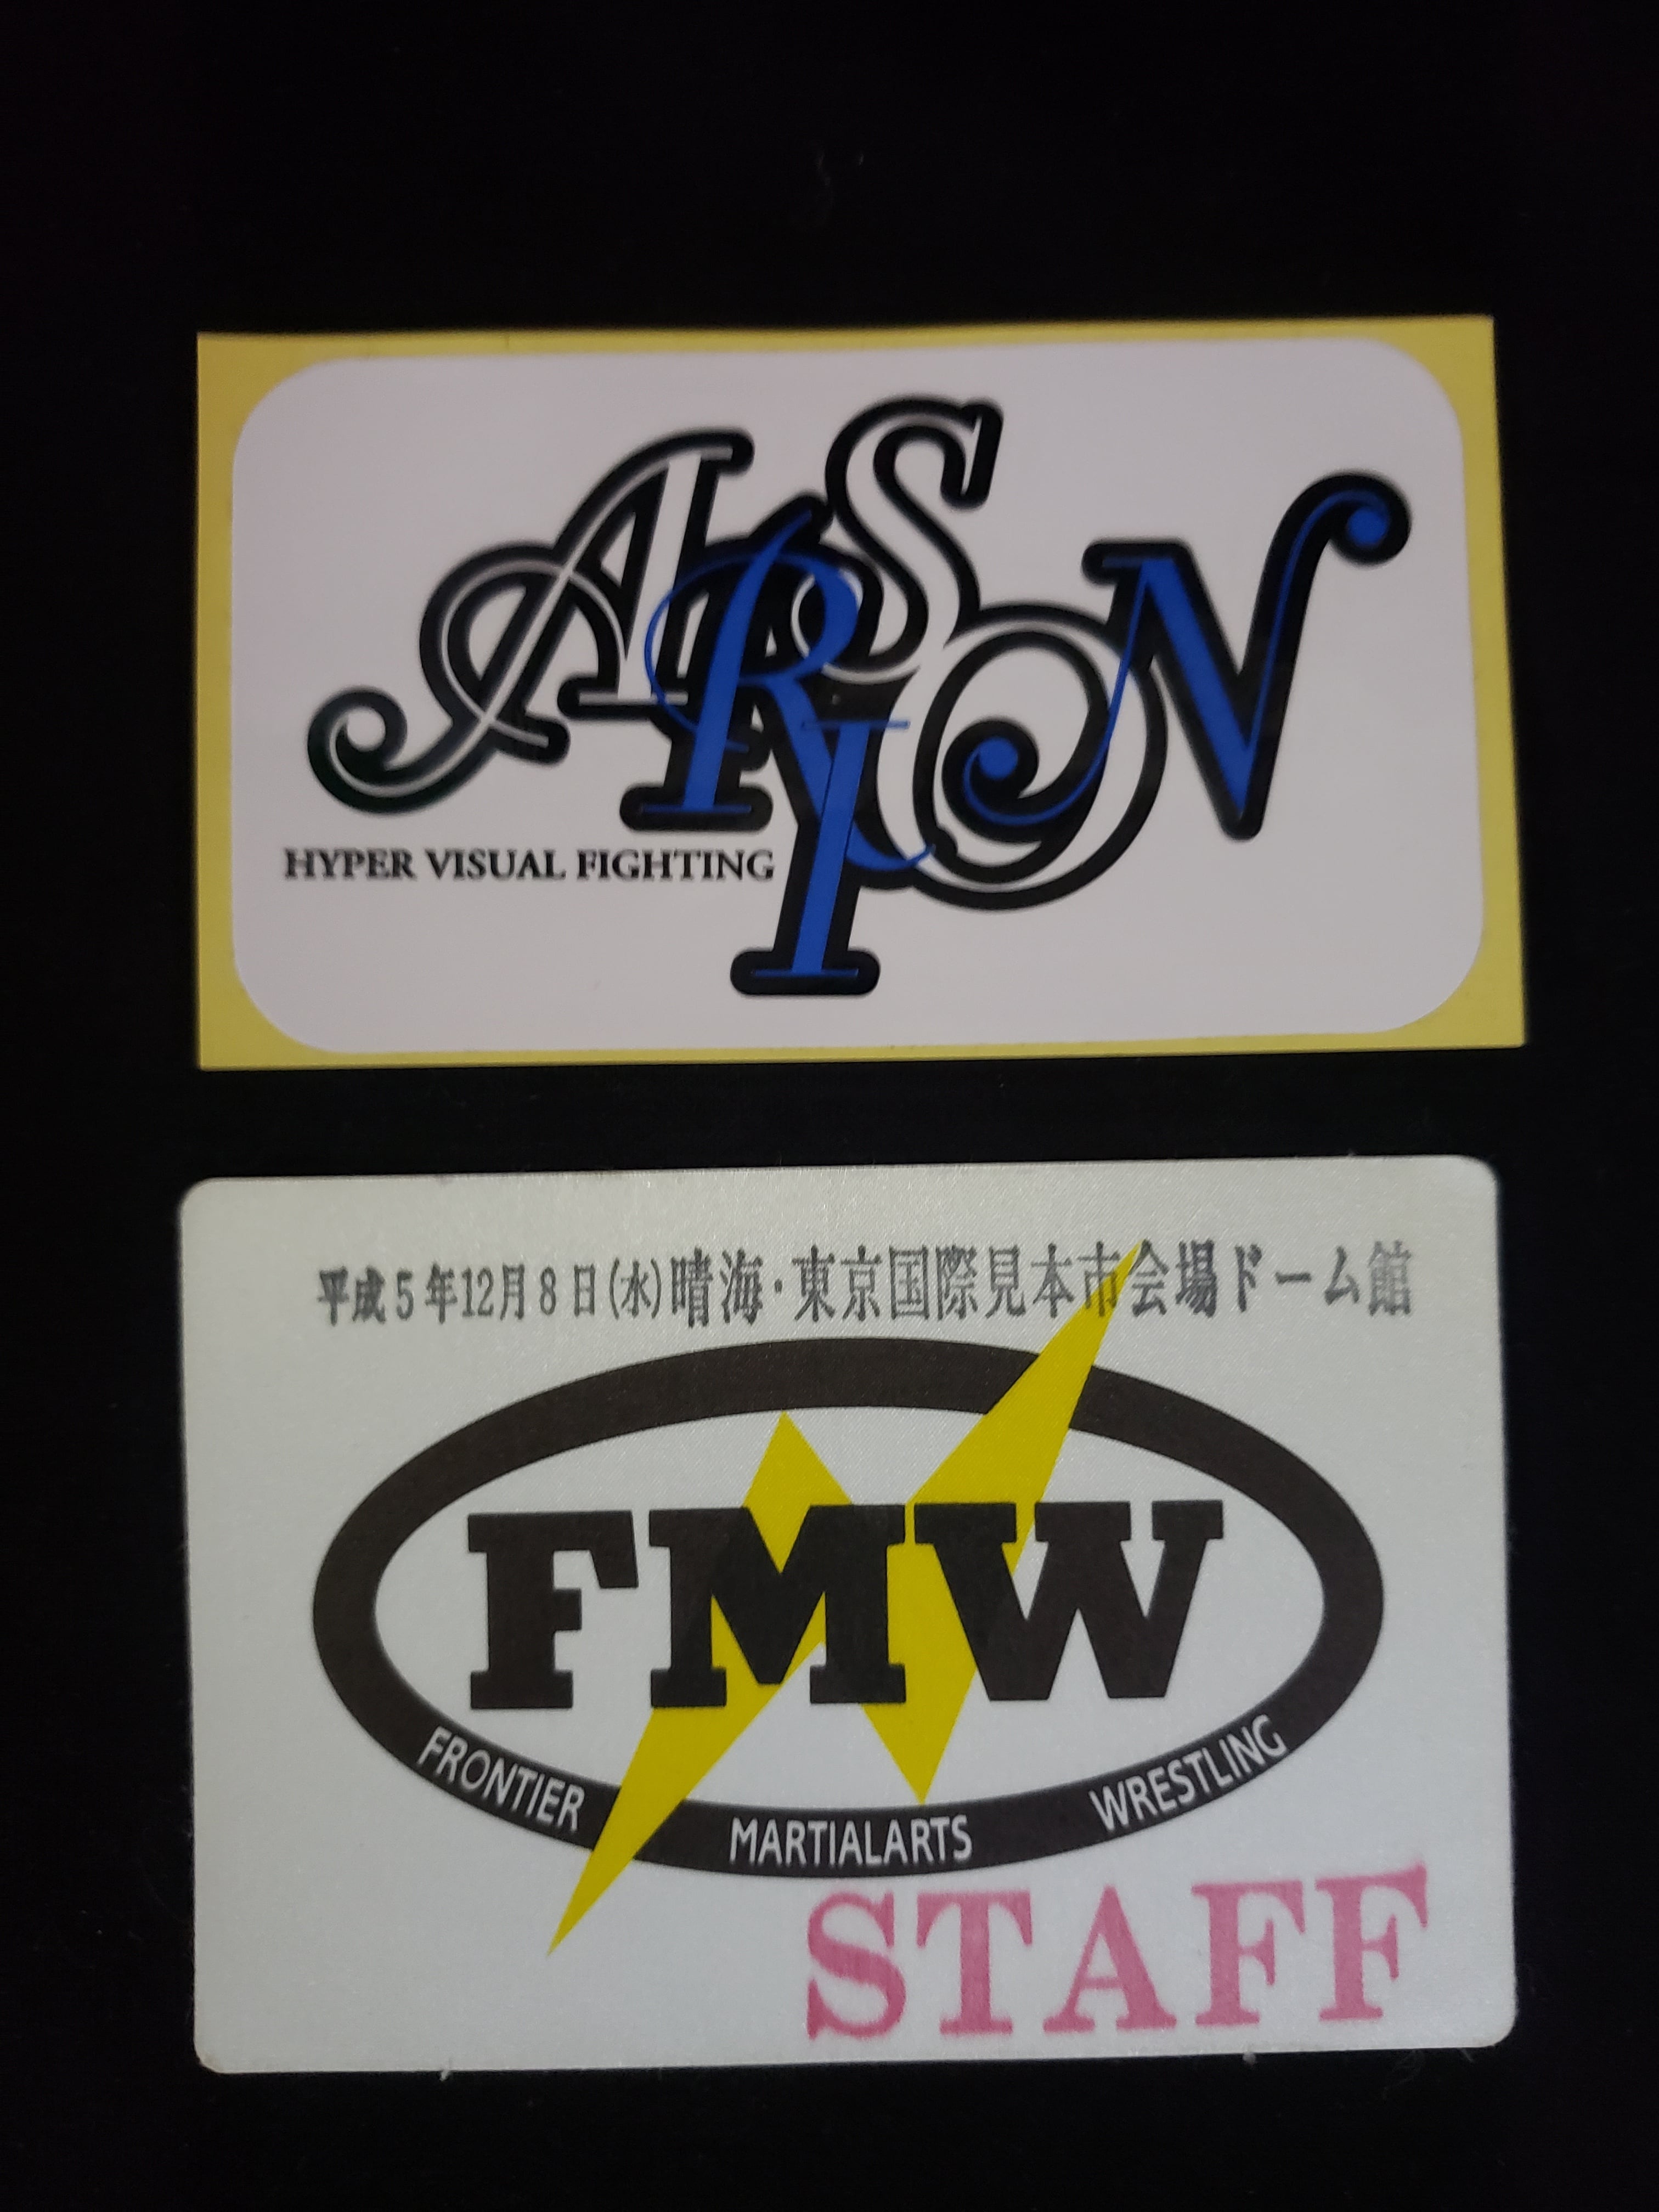 ARSION
HYPER VISUAL FIGHTING
平成5年12月8日(水)晴海・東京国際見本市会場ドーム館
FMW
FRONTIER MARTIALARTS WRESTLING
STAFF